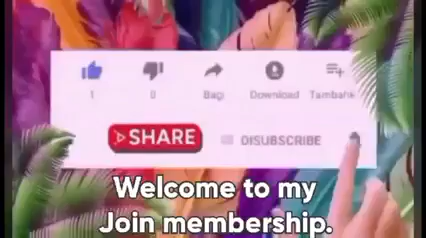 1 0 Bagi Download Tambahk
SHARE DISUBSCRIBE
Welcome to my
Join membership.